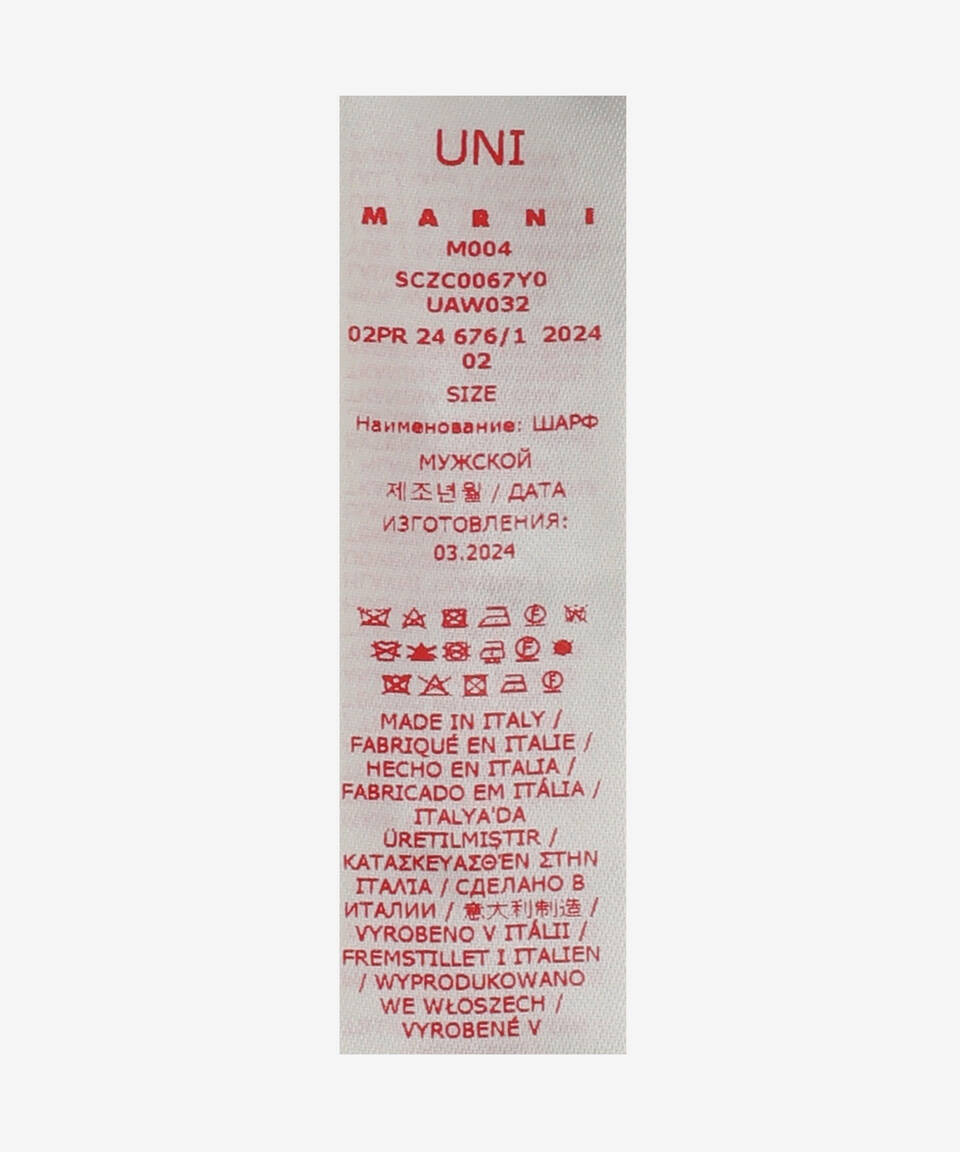 UNI
MARNI
M004
SCZC0067Y0
UAW032
02PR 24 676/1 2024
02
SIZE
Наименование: ШАРФ
МУЖСКОЙ
제조년월 / ДАТА
ИЗГОТОВЛЕНИЯ:
03.2024
MADE IN ITALY /
FABRIQUÉ EN ITALIE /
HECHO EN ITALIA /
FABRICADO EM ITÁLIA /
ITALYA'DA
ÜRETILMIŞTIR /
ΚΑΤΑΣΚΕΥΑΣΘΈΝ ΣΤΗΝ
ΙΤΑΛΊΑ / СДЕЛАНО В
ИТАЛИИ / 意大利制造 /
VYROBENO V ITÁLII /
FREMSTILLET I ITALIEN
/ WYPRODUKOWANO
WE WŁOSZECH /
VYROBENÉ V